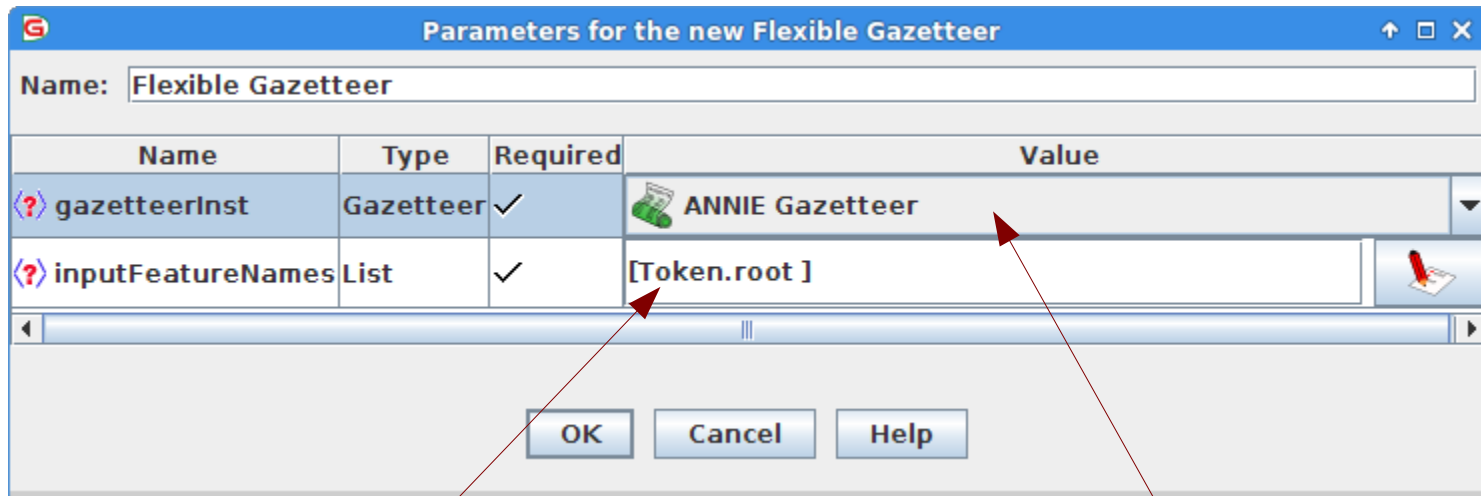 Parameters for the new Flexible Gazetteer
Name: Flexible Gazetteer
Name Type Required Value
gazetteerInst Gazetteer ✓ ANNIE Gazetteer
inputFeatureNames List ✓ [Token.root ]
OK Cancel Help